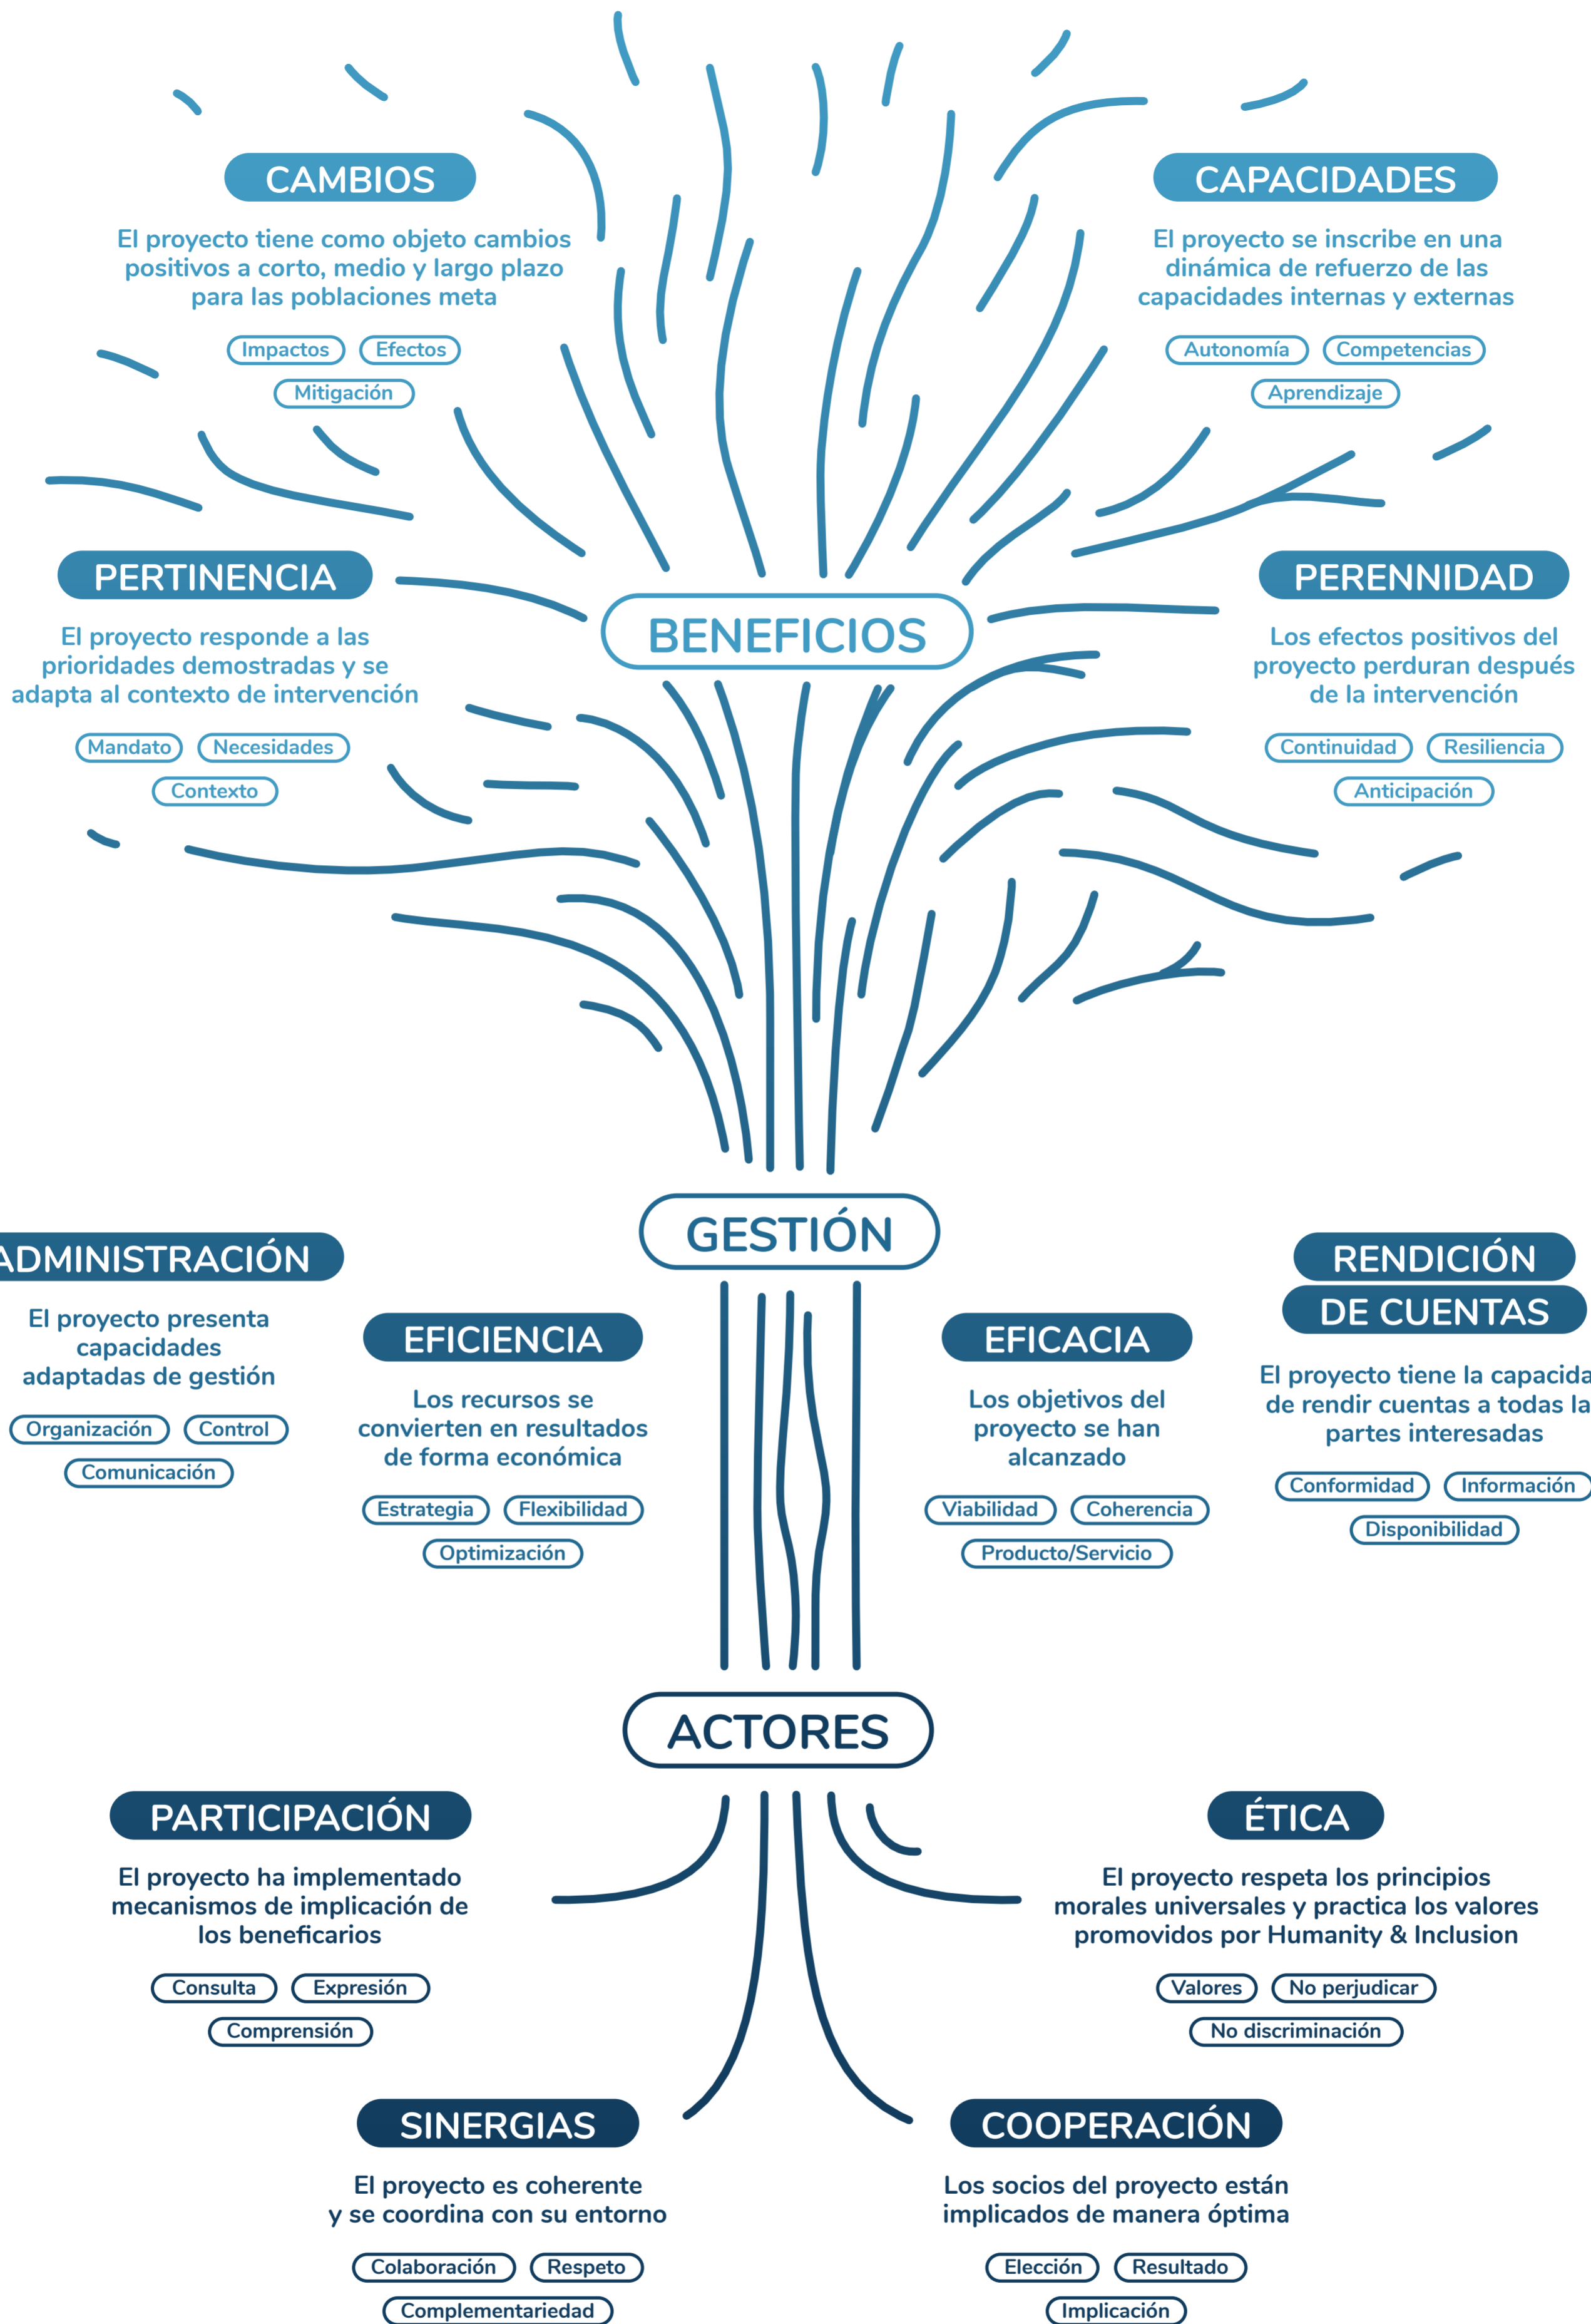 CAMBIOS
El proyecto tiene como objeto cambios
positivos a corto, medio y largo plazo
para las poblaciones meta
Impactos
Efectos
Mitigación
CAPACIDADES
El proyecto se inscribe en una
dinámica de refuerzo de las
capacidades internas y externas
Autonomía
Competencias
Aprendizaje
PERTINENCIA
El proyecto responde a las
prioridades demostradas y se
adapta al contexto de intervención
Mandato
Necesidades
Contexto
BENEFICIOS
PERENNIDAD
Los efectos positivos del
proyecto perduran después
de la intervención
Continuidad
Resiliencia
Anticipación
GESTIÓN
ADMINISTRACIÓN
El proyecto presenta
capacidades
adaptadas de gestión
Organización
Control
Comunicación
EFICIENCIA
Los recursos se
convierten en resultados
de forma económica
Estrategia
Flexibilidad
Optimización
EFICACIA
Los objetivos del
proyecto se han
alcanzado
Viabilidad
Coherencia
Producto/Servicio
RENDICIÓN
DE CUENTAS
El proyecto tiene la capacida
de rendir cuentas a todas la
partes interesadas
Conformidad
Información
Disponibilidad
ACTORES
PARTICIPACIÓN
El proyecto ha implementado
mecanismos de implicación de
los beneficarios
Consulta
Expresión
Comprensión
ÉTICA
El proyecto respeta los principios
morales universales y practica los valores
promovidos por Humanity & Inclusion
Valores
No perjudicar
No discriminación
SINERGIAS
El proyecto es coherente
y se coordina con su entorno
Colaboración
Respeto
Complementariedad
COOPERACIÓN
Los socios del proyecto están
implicados de manera óptima
Elección
Resultado
Implicación